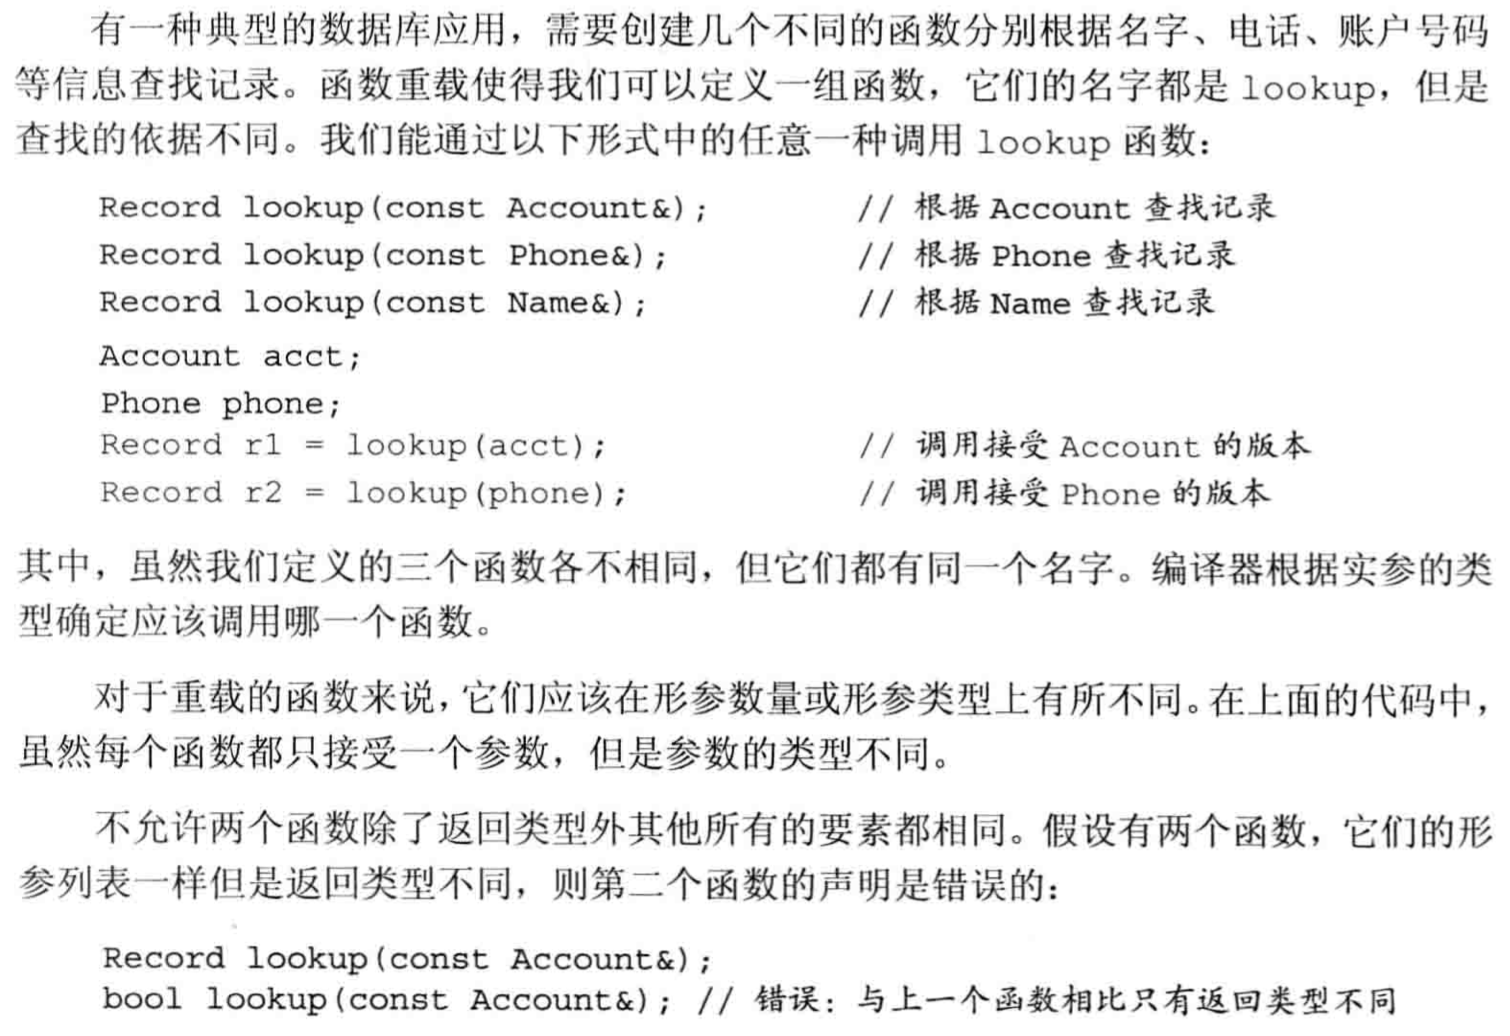 有一种典型的数据库应用，需要创建几个不同的函数分别根据名字、电话、账户号码
等信息查找记录。函数重载使得我们可以定义一组函数，它们的名字都是 lookup，但是
查找的依据不同。我们能通过以下形式中的任意一种调用 lookup 函数：
Record lookup(const Account&); // 根据 Account 查找记录
Record lookup(const Phone&); // 根据 Phone 查找记录
Record lookup(const Name&); // 根据 Name 查找记录
Account acct;
Phone phone;
Record r1 = lookup(acct); // 调用接受 Account 的版本
Record r2 = lookup(phone); // 调用接受 Phone 的版本
其中，虽然我们定义的三个函数各不相同，但它们都有同一个名字。编译器根据实参的类
型确定应该调用哪一个函数。
对于重载的函数来说，它们应该在形参数量或形参类型上有所不同。在上面的代码中，
虽然每个函数都只接受一个参数，但是参数的类型不同。
不允许两个函数除了返回类型外其他所有的要素都相同。假设有两个函数，它们的形
参列表一样但是返回类型不同，则第二个函数的声明是错误的：
Record lookup(const Account&);
bool lookup(const Account&); // 错误：与上一个函数相比只有返回类型不同